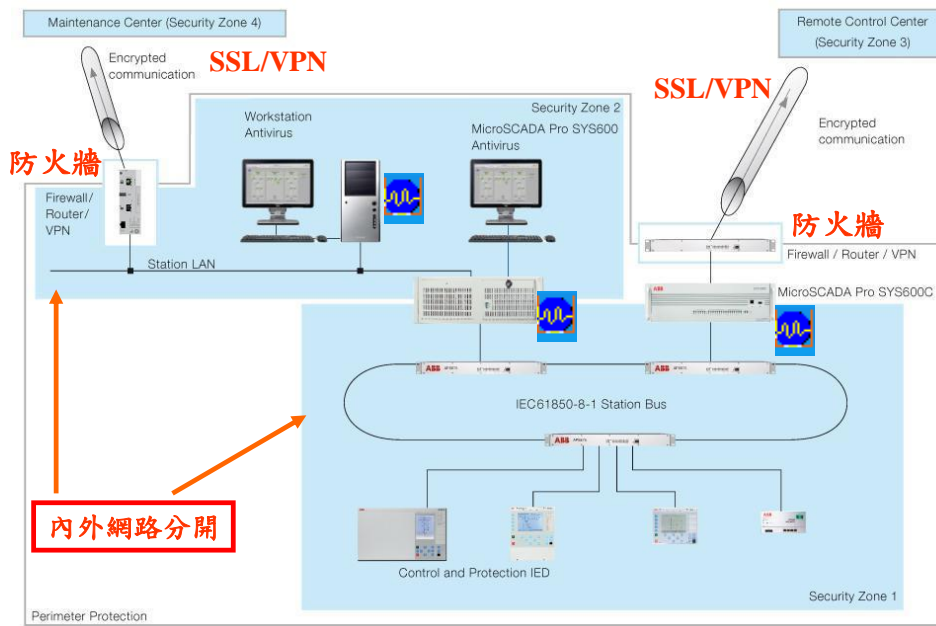 Maintenance Center (Security Zone 4)
Remote Control Center
(Security Zone 3)
Encrypted
communication
SSL/VPN
SSL/VPN
Security Zone 2
Workstation
Antivirus
MicroSCADA Pro SYS600
Antivirus
Encrypted
communication
防火牆
Firewall/
Router/
VPN
防火牆
Firewall / Router / VPN
Station LAN
MicroSCADA Pro SYS600C
ABB
ABB
IEC61850-8-1 Station Bus
ABB
內外網路分開
Control and Protection IED
Security Zone 1
Perimeter Protection